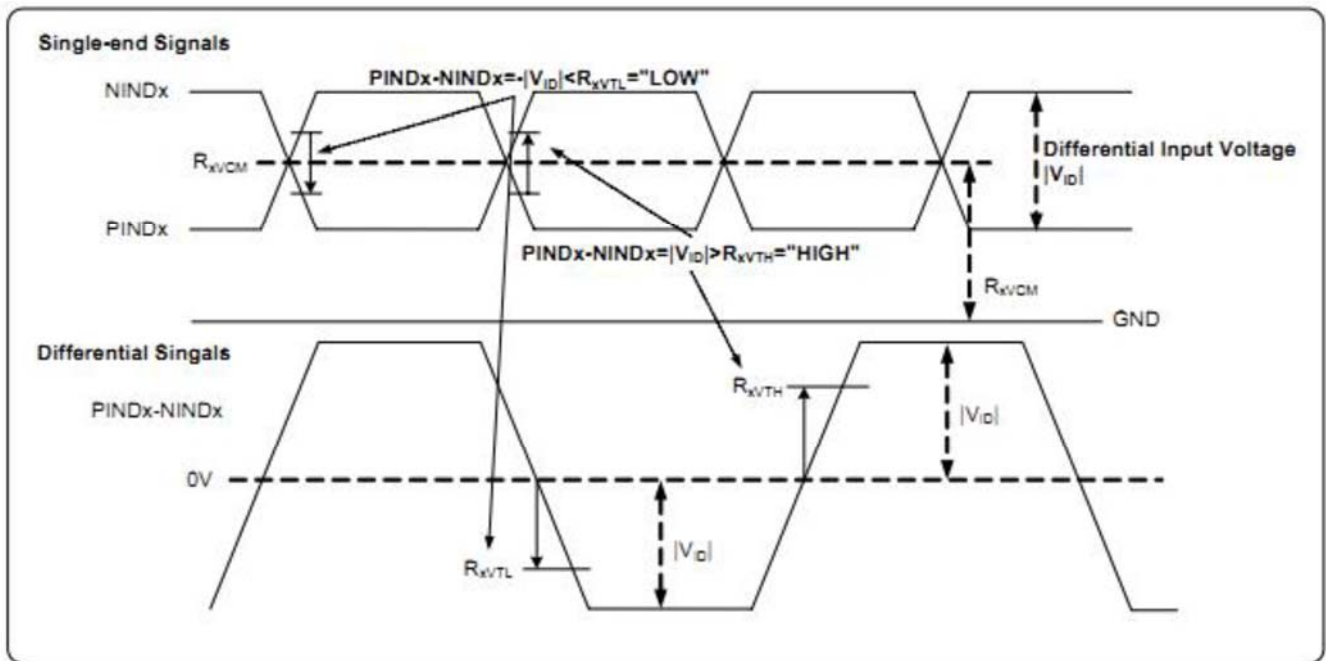 Single-end Signals
PINDx-NINDx=-|VID|<RxVTL="LOW"
NINDx
RxVCM
Differential Input Voltage
|VID|
PINDx
PINDx-NINDx=|VID|>RxVTH="HIGH"
RxVCM
GND
Differential Singals
RxVTH
PINDx-NINDx
|VID|
0V
|VID|
RxVTL